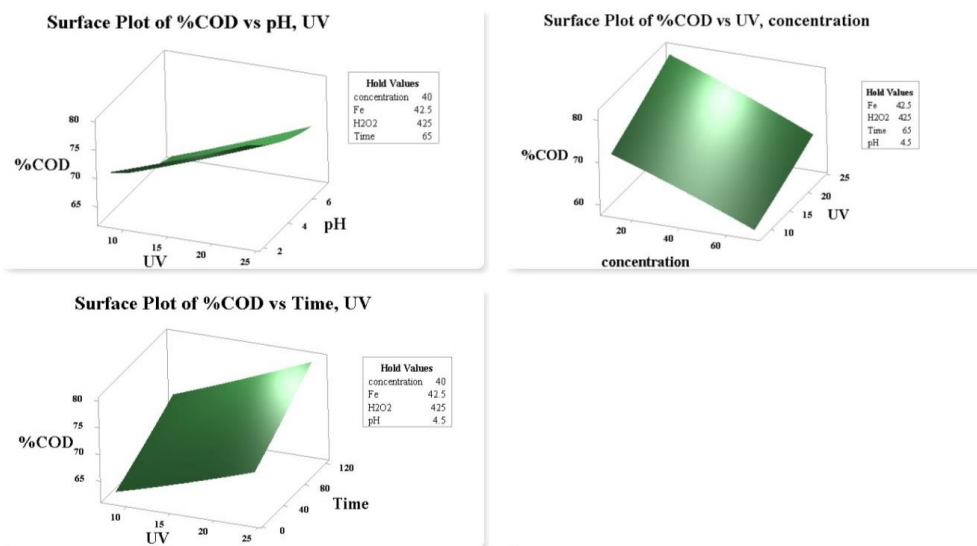 Surface Plot of %COD vs pH, UV
Hold Values
concentration 40
Fe 42.5
H2O2 425
Time 65
80
75
%COD
70
65
10
15
20
25
UV
2
4
6
pH
Surface Plot of %COD vs UV, concentration
Hold Values
Fe 42.5
H2O2 425
Time 65
pH 4.5
80
%COD 70
60
20
40
60
concentration
10
15
20
25
UV
Surface Plot of %COD vs Time, UV
Hold Values
concentration 40
Fe 42.5
H2O2 425
pH 4.5
80
75
%COD
70
65
10
15
20
25
UV
0
40
80
120
Time